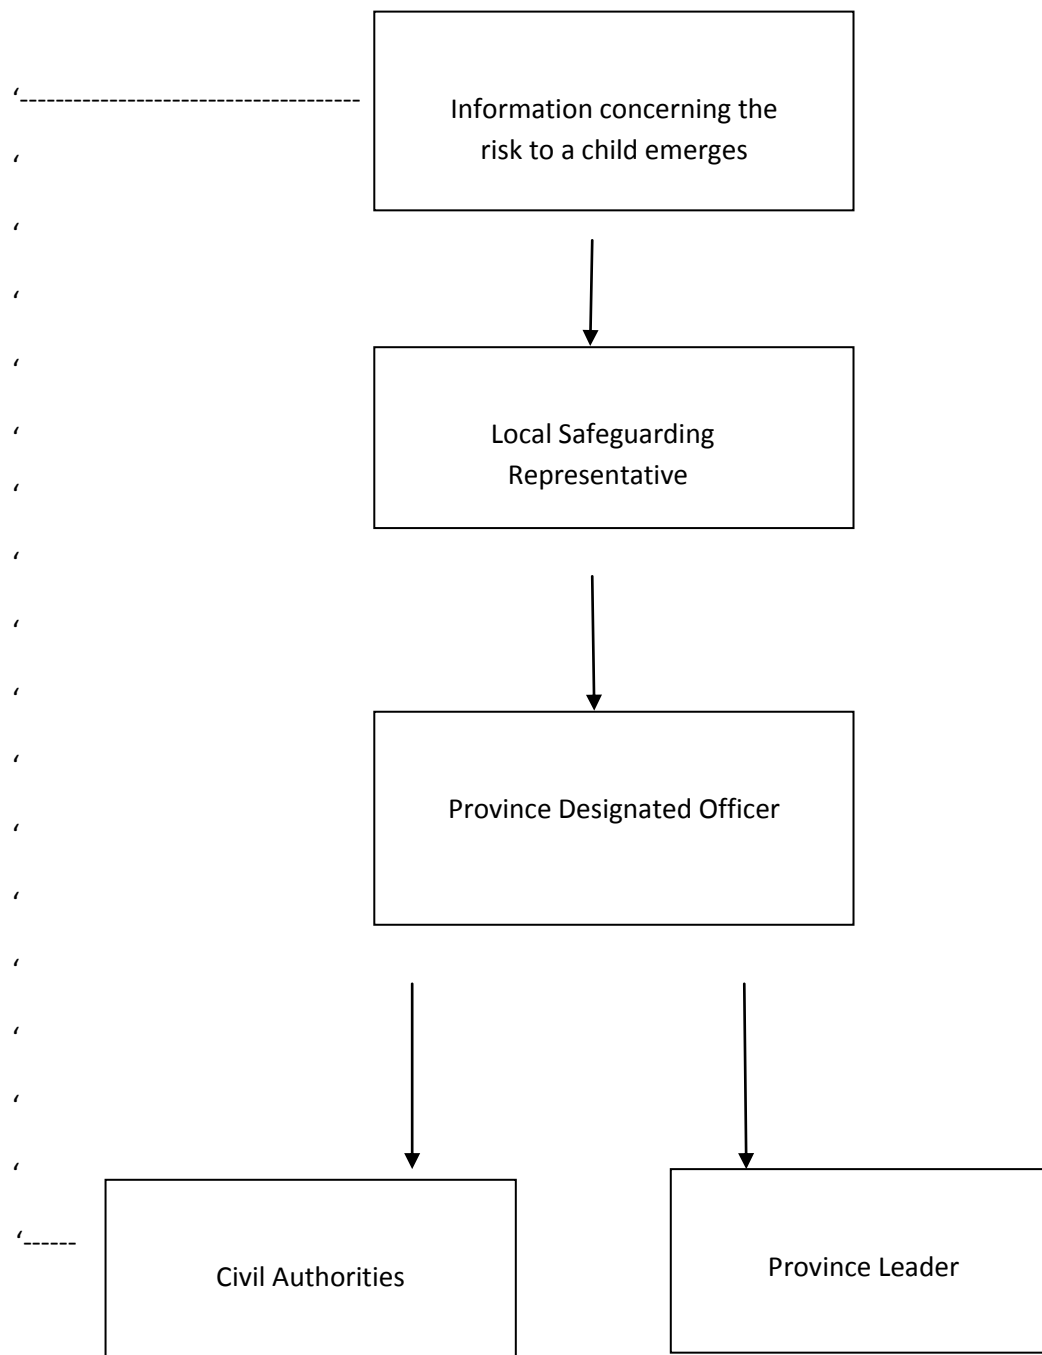 ‘-------------------------------------
Information concerning the
risk to a child emerges
‘
‘
‘
‘
‘
Local Safeguarding
Representative
‘
‘
‘
‘
‘
Province Designated Officer
‘
‘
‘
‘
‘
‘
‘------
Province Leader
Civil Authorities